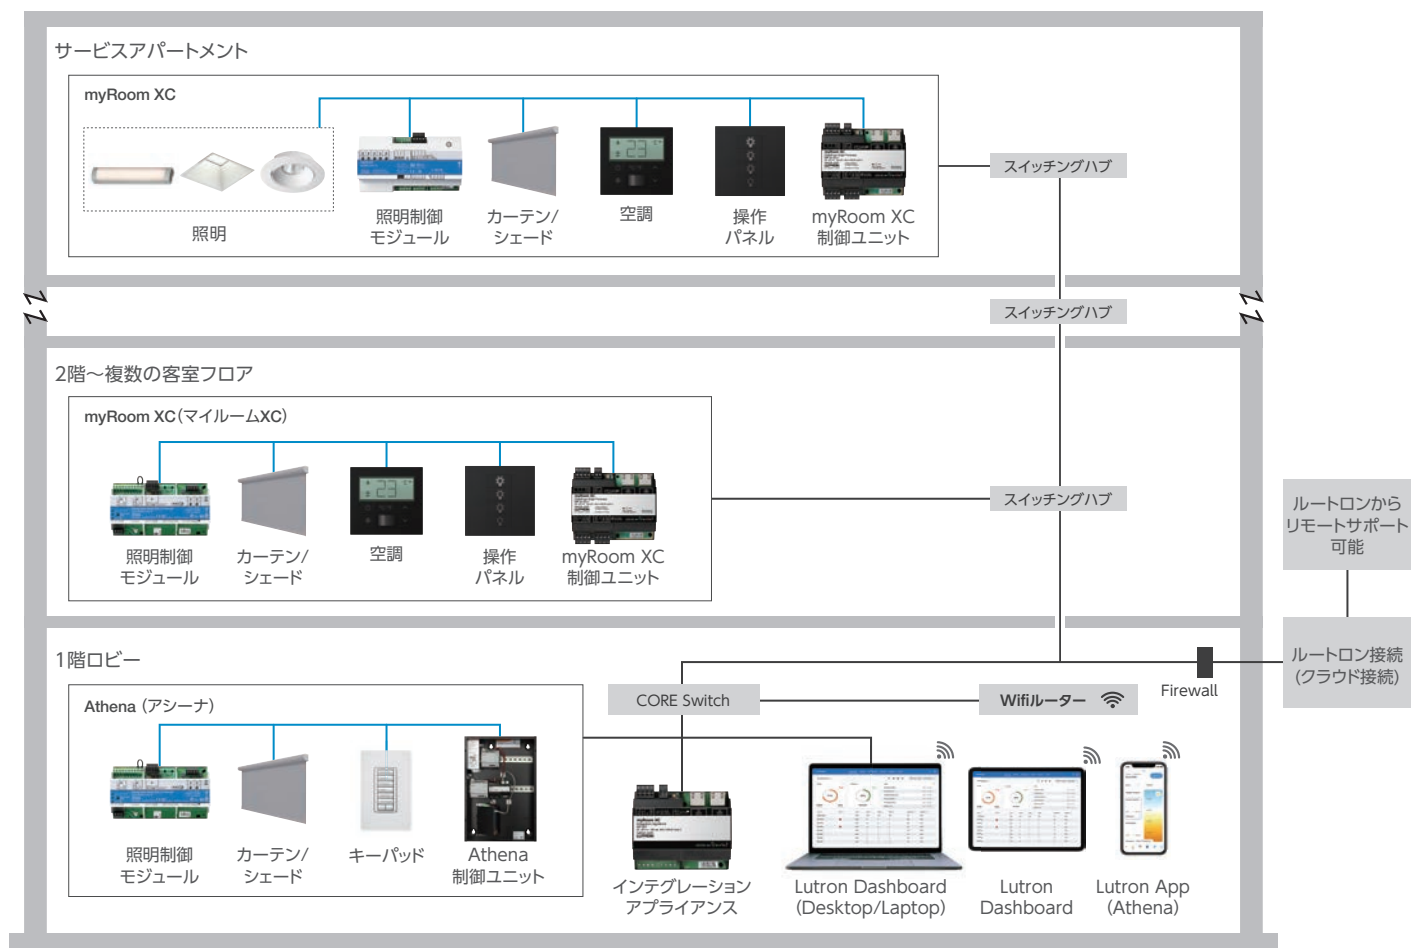 サービスアパートメント
myRoom XC
照明
照明制御
モジュール
カーテン/
シェード
空調
操作
パネル
myRoom XC
制御ユニット
スイッチングハブ
スイッチングハブ
2階～複数の客室フロア
myRoom XC(マイルームXC)
照明制御
モジュール
カーテン/
シェード
空調
操作
パネル
myRoom XC
制御ユニット
スイッチングハブ
ルートロンから
リモートサポート
可能
ルートロン接続
(クラウド接続)
Firewall
1階ロビー
Athena (アシーナ)
照明制御
モジュール
カーテン/
シェード
キーパッド
Athena
制御ユニット
CORE Switch
Wifiルーター
インテグレーション
アプライアンス
Lutron Dashboard
(Desktop/Laptop)
Lutron
Dashboard
Lutron App
(Athena)